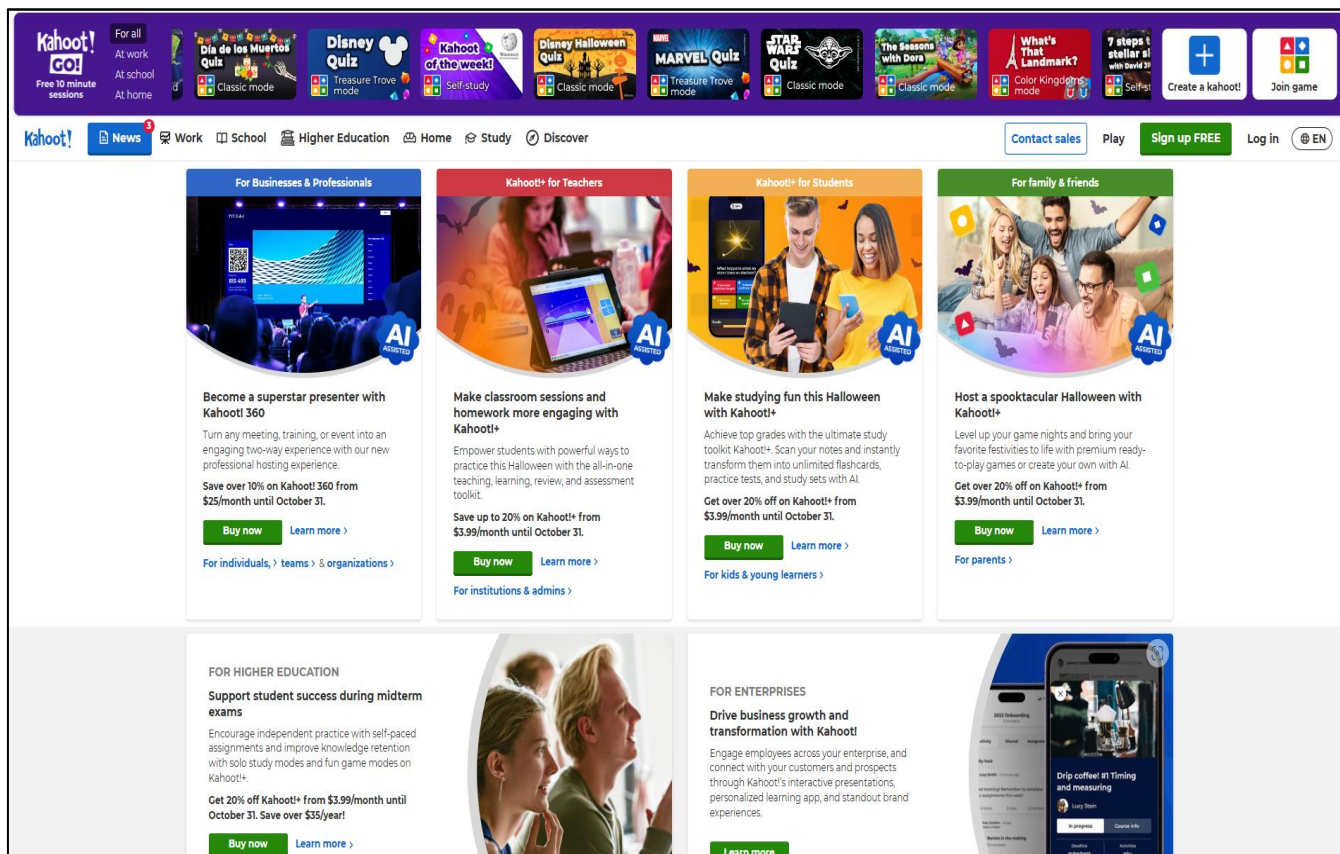 Kahoot!
GO!
Free 10 minute
sessions
For all
At work
At school
At home
Día de los Muertos
Quiz
Classic mode
Disney
Quiz
Treasure Trove
mode
Kahoot
of the week!
Self-study
Disney Halloween
Quiz
Classic mode
MARVEL
MARVEL Quiz
Treasure Trove
mode
STAR
WARS
Quiz
Classic mode
The Seasons
with Dora
Classic mode
What's
That
Landmark?
Color Kingdoms
mode
7 steps t
stellar sl
with David JP
Self-st
Create a kahoot!
Join game
Kahoot!
News
3
Work
School
Higher Education
Home
Study
Discover
Contact sales
Play
Sign up FREE
Log in
EN
For Businesses & Professionals
AI
ASSISTED
Become a superstar presenter with
Kahoot! 360
Turn any meeting, training, or event into an
engaging two-way experience with our new
professional hosting experience.
Save over 10% on Kahoot! 360 from
$25/month until October 31.
Buy now
Learn more >
For individuals, > teams > & organizations >
Kahoot!+ for Teachers
AI
ASSISTED
Make classroom sessions and
homework more engaging with
Kahoot!+
Empower students with powerful ways to
practice this Halloween with the all-in-one
teaching, learning, review, and assessment
toolkit.
Save up to 20% on Kahoot!+ from
$3.99/month until October 31.
Buy now
Learn more >
For institutions & admins >
Kahoot!+ for Students
AI
ASSISTED
Make studying fun this Halloween
with Kahoot!+
Achieve top grades with the ultimate study
toolkit Kahoot!+. Scan your notes and instantly
transform them into unlimited flashcards,
practice tests, and study sets with AI.
Get over 20% off on Kahoot!+ from
$3.99/month until October 31.
Buy now
Learn more >
For kids & young learners >
For family & friends
AI
ASSISTED
Host a spooktacular Halloween with
Kahoot!+
Level up your game nights and bring your
favorite festivities to life with premium ready-
to-play games or create your own with AI.
Get over 20% off on Kahoot!+ from
$3.99/month until October 31.
Buy now
Learn more >
For parents >
FOR HIGHER EDUCATION
Support student success during midterm
exams
Encourage independent practice with self-paced
assignments and improve knowledge retention
with solo study modes and fun game modes on
Kahoot!+.
Get 20% off Kahoot!+ from $3.99/month until
October 31. Save over $35/year!
Buy now
Learn more >
FOR ENTERPRISES
Drive business growth and
transformation with Kahoot!
Engage employees across your enterprise, and
connect with your customers and prospects
through Kahoot!'s interactive presentations,
personalized learning app, and standout brand
experiences.
Learn more
2022 Onboarding
Drip coffee! #1 Timing
and measuring
Lucy Stein
In progress
Course info
Deadline
Activities